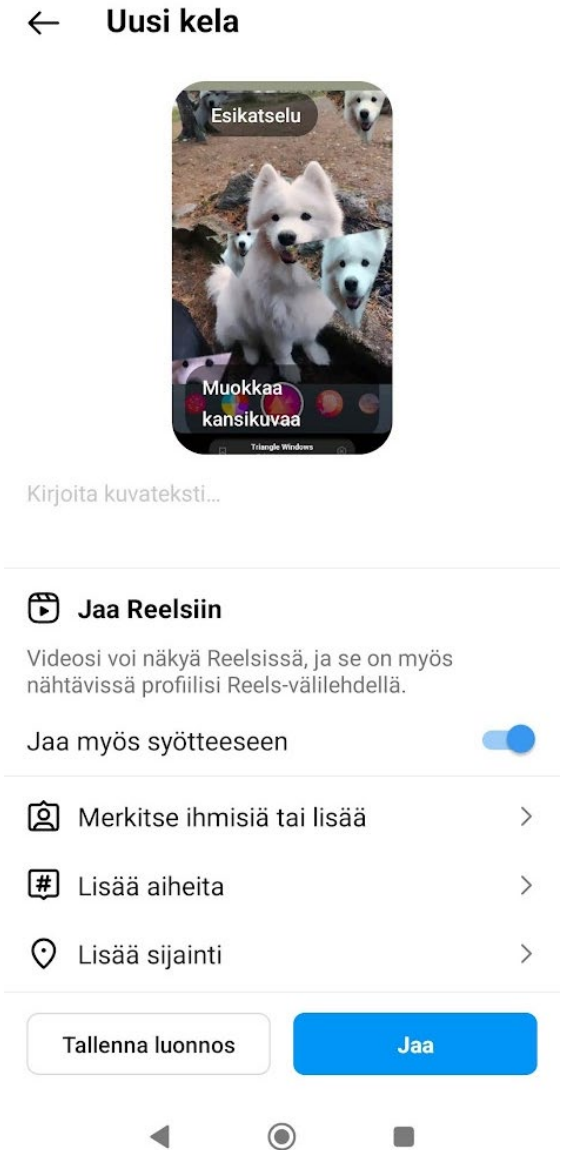 Uusi kela
Esikatselu
Muokkaa
kansikuvaa
Triangle Windows
Kirjoita kuvateksti...
Jaa Reelsiin
Videosi voi näkyä Reelsissä, ja se on myös
nähtävissä profiilisi Reels-välilehdellä.
Jaa myös syötteeseen
Merkitse ihmisiä tai lisää
Lisää aiheita
Lisää sijainti
Tallenna luonnos
Jaa